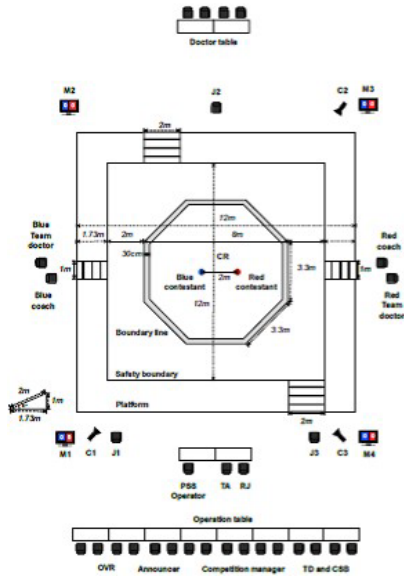 Doctor table
M2
J2
C2
M3
2m
12m
1.73m
2m
8m
Blue
Team
doctor
Red
coach
30cm
CR
3.3m
1m
Blue
contestant
2m
Red
contestant
1m
Blue
coach
Red
Team
doctor
12m
3.3m
Boundary line
Safety boundary
2m
1m
1.73m
Platform
2m
M1
C1
J1
J3
C3
M4
PSS
Operator
TA
RJ
Operation table
OVR
Announcer
Competition manager
TD and CSB